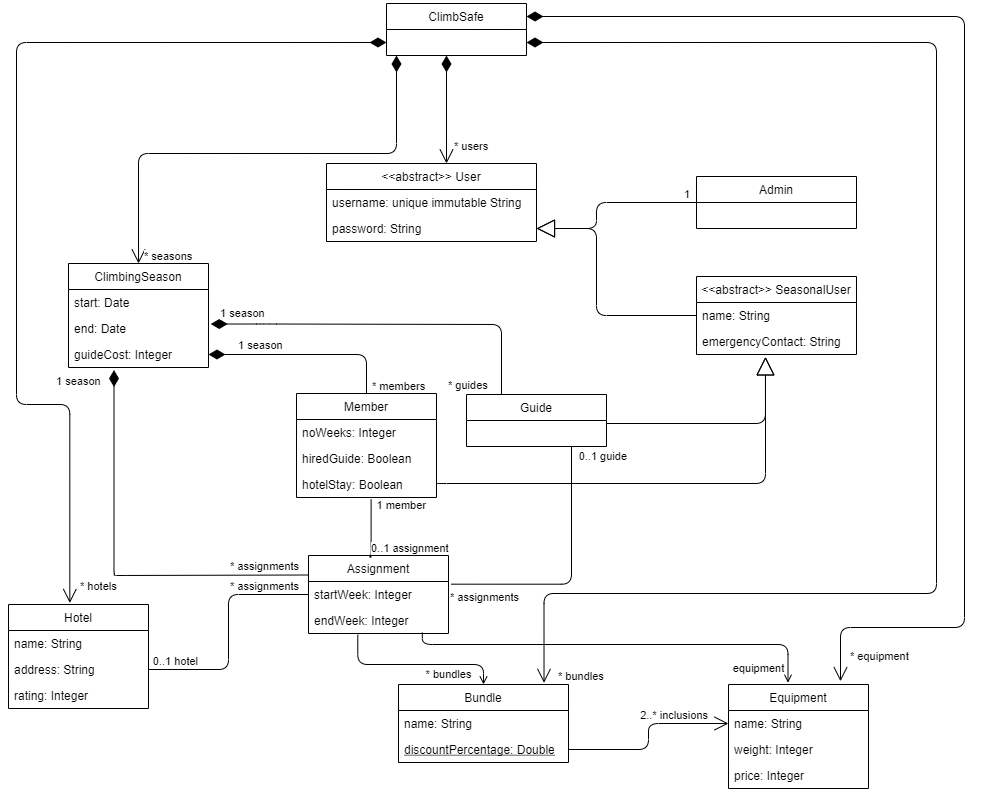 ClimbSafe
* users
<<abstract>> User
username: unique immutable String
password: String
1
Admin
* seasons
ClimbingSeason
start: Date
end: Date
guideCost: Integer
<<abstract>> SeasonalUser
name: String
emergencyContact: String
1 season
1 season
1 season
* members
* guides
Member
noWeeks: Integer
hiredGuide: Boolean
hotelStay: Boolean
Guide
0..1 guide
1 member
0..1 assignment
* assignments
* assignments
Assignment
startWeek: Integer
endWeek: Integer
* assignments
* hotels
Hotel
name: String
address: String
rating: Integer
0..1 hotel
* bundles
* bundles
equipment
* equipment
Bundle
name: String
discountPercentage: Double
2..* inclusions
Equipment
name: String
weight: Integer
price: Integer